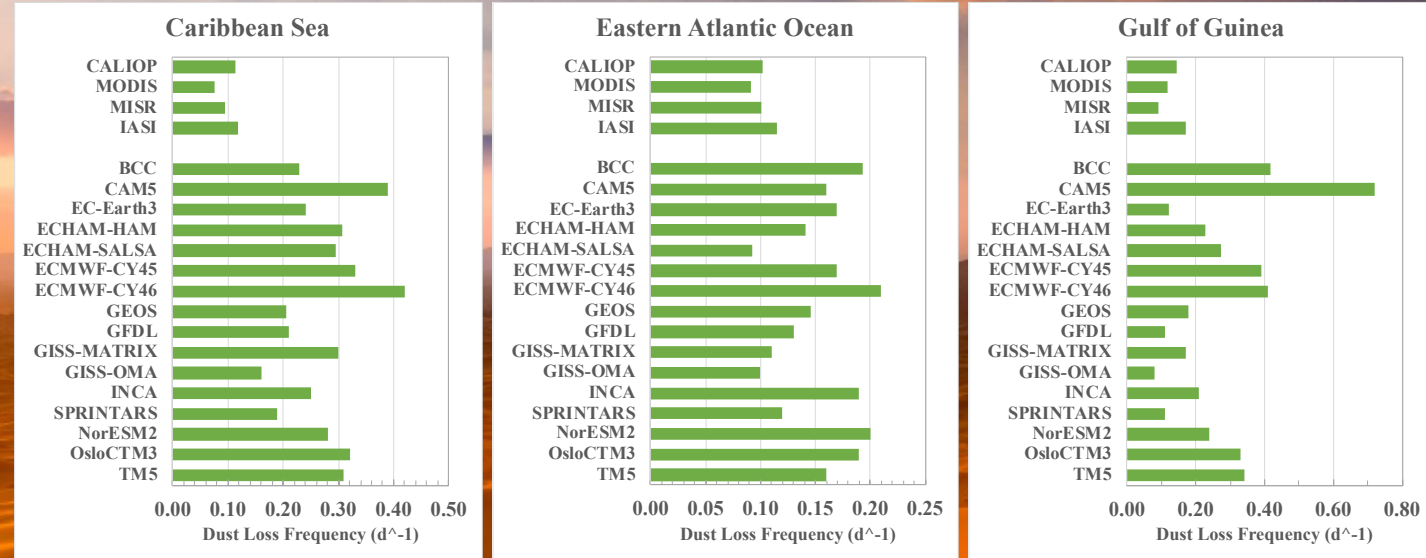 Caribbean Sea
CALIOP
MODIS
MISR
IASI
BCC
CAM5
EC-Earth3
ECHAM-HAM
ECHAM-SALSA
ECMWF-CY45
ECMWF-CY46
GEOS
GFDL
GISS-MATRIX
GISS-OMA
INCA
SPRINTARS
NorESM2
OsloCTM3
TM5
0.00 0.10 0.20 0.30 0.40 0.50
Dust Loss Frequency (d^-1)
Eastern Atlantic Ocean
CALIOP
MODIS
MISR
IASI
BCC
CAM5
EC-Earth3
ECHAM-HAM
ECHAM-SALSA
ECMWF-CY45
ECMWF-CY46
GEOS
GFDL
GISS-MATRIX
GISS-OMA
INCA
SPRINTARS
NorESM2
OsloCTM3
TM5
0.00 0.05 0.10 0.15 0.20 0.25
Dust Loss Frequency (d^-1)
Gulf of Guinea
CALIOP
MODIS
MISR
IASI
BCC
CAM5
EC-Earth3
ECHAM-HAM
ECHAM-SALSA
ECMWF-CY45
ECMWF-CY46
GEOS
GFDL
GISS-MATRIX
GISS-OMA
INCA
SPRINTARS
NorESM2
OsloCTM3
TM5
0.00 0.20 0.40 0.60 0.80
Dust Loss Frequency (d^-1)